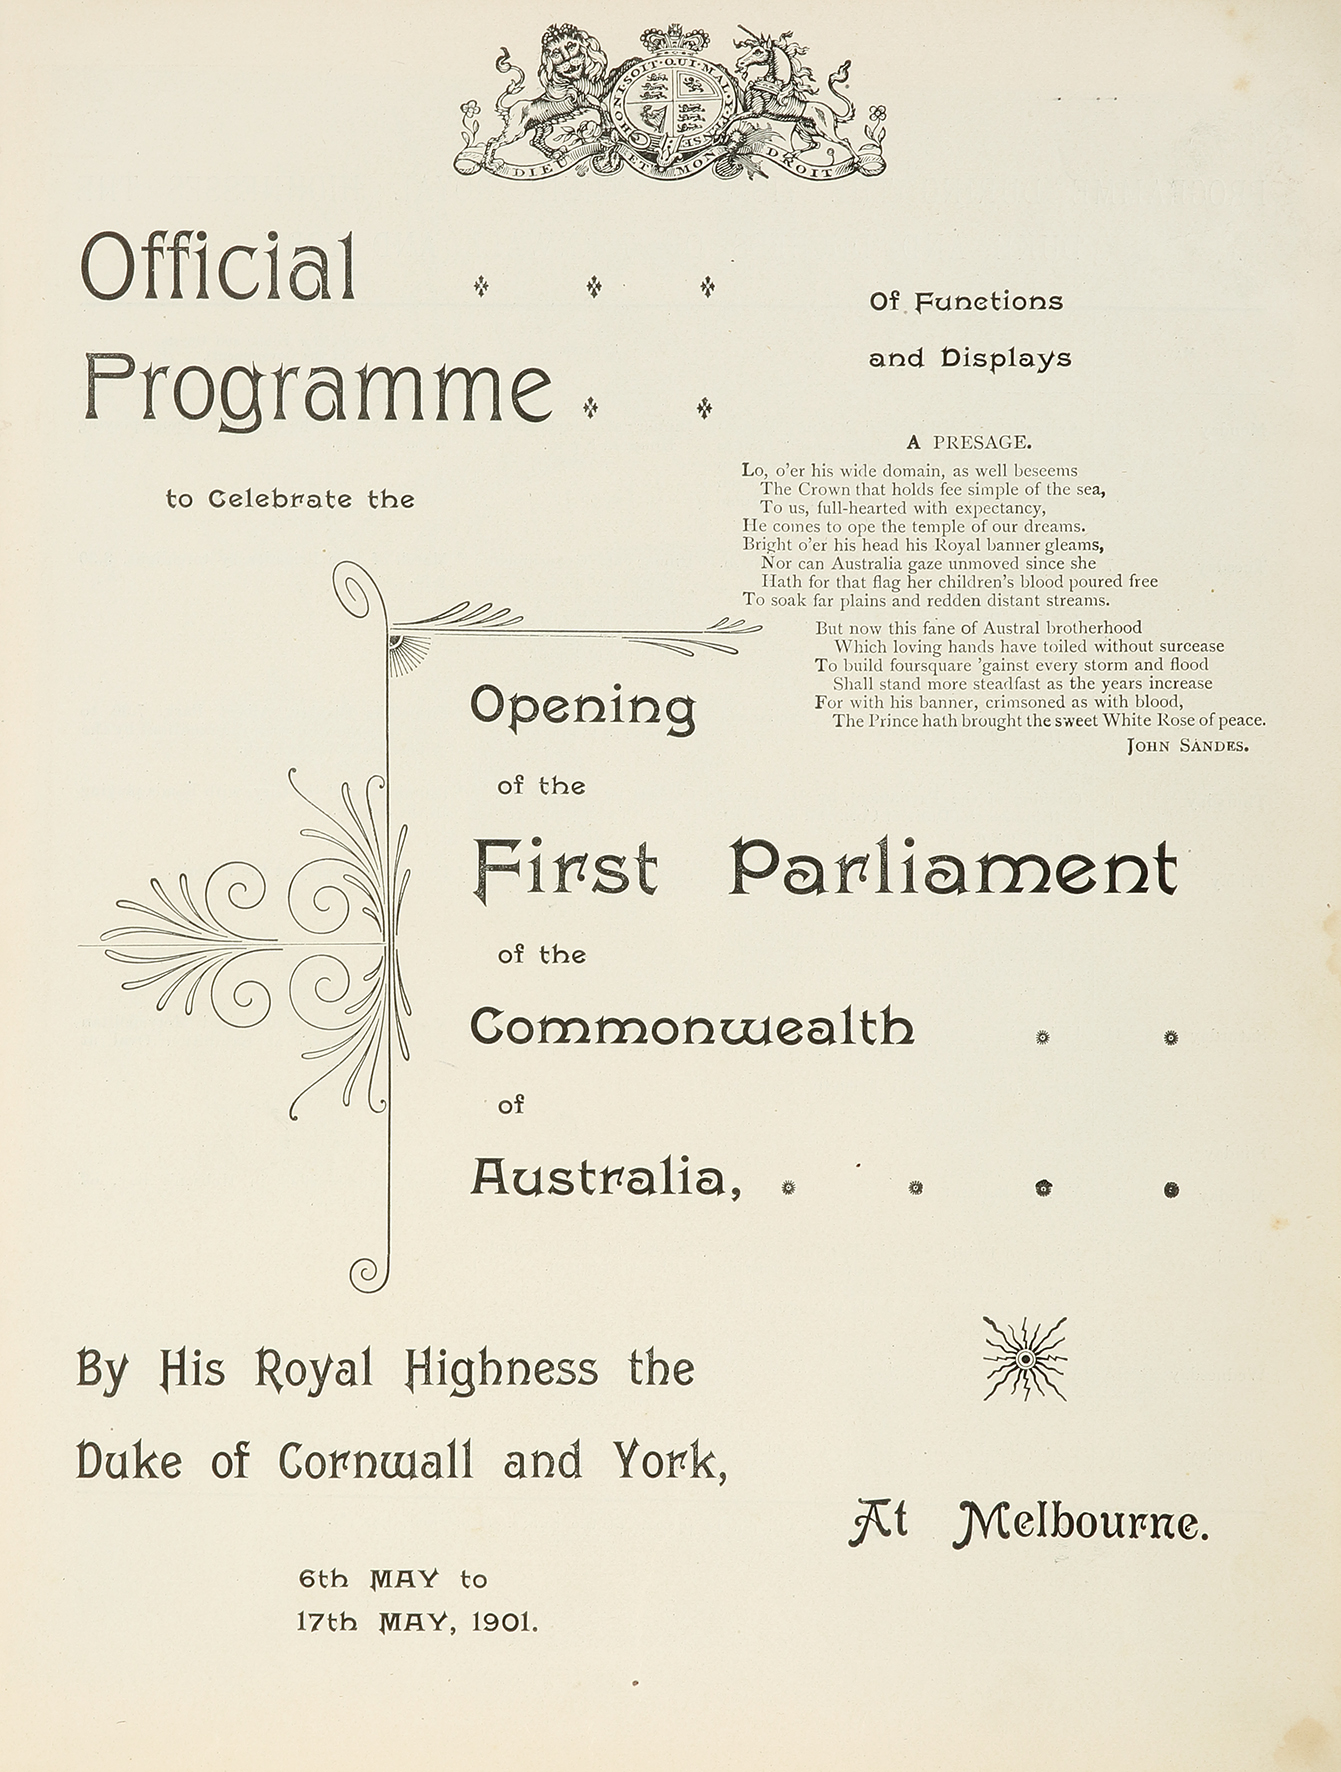 HONI·SOIT·QUI·MAL·Y·PENSE
DIEU ET MON DROIT
Official
Programme
Of Functions
and Displays
to Celebrate the
A PRESAGE.
Lo, o'er his wide domain, as well beseems
The Crown that holds fee simple of the sea,
To us, full-hearted with expectancy,
He comes to ope the temple of our dreams.
Bright o'er his head his Royal banner gleams,
Nor can Australia gaze unmoved since she
Hath for that flag her children's blood poured free
To soak far plains and redden distant streams.
But now this fane of Austral brotherhood
Which loving hands have toiled without surcease
To build foursquare 'gainst every storm and flood
Shall stand more steadfast as the years increase
For with his banner, crimsoned as with blood,
The Prince hath brought the sweet White Rose of peace.
JOHN SANDES.
Opening
of the
First Parliament
of the
Commonwealth
of
Australia,
By His Royal Highness the
Duke of Cornwall and York,
At Melbourne.
6th MAY to
17th MAY, 1901.